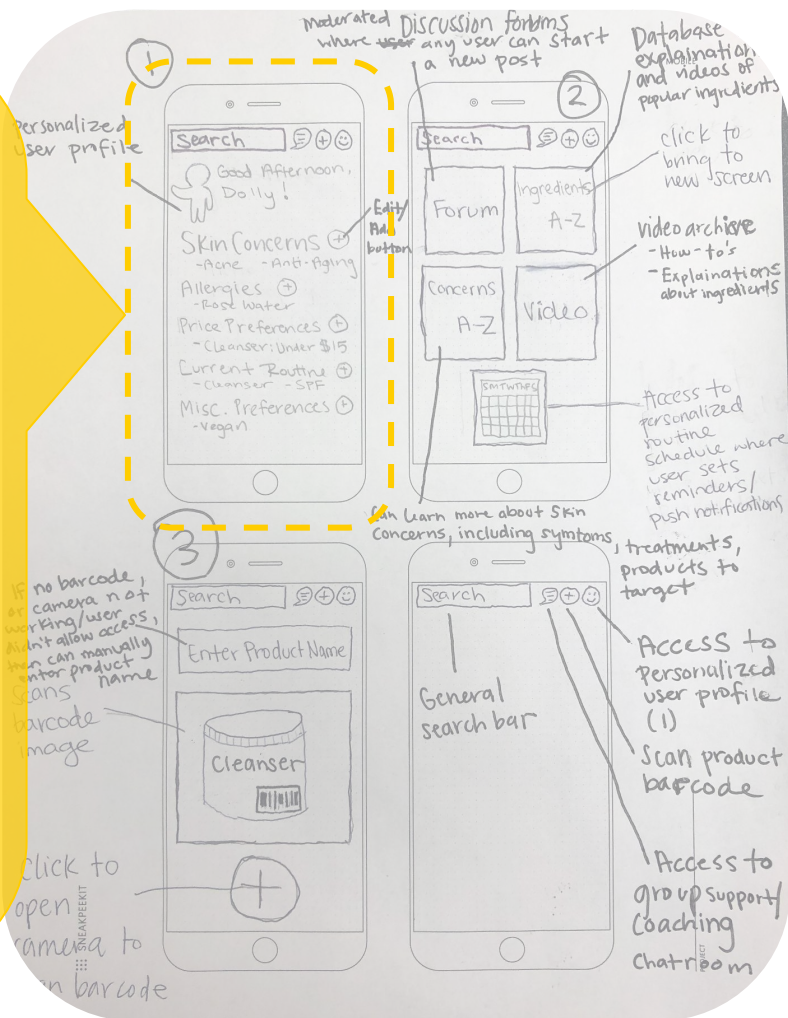 moderated Discussion forums
where any user can start
a new post
Database
explaination
and videos of
popular ingredients
1
personalized
user profile
Search
Good Afternoon,
Dolly!
Edit/
Add
button
Skin Concerns +
-Acne -Anti-Aging
Allergies +
-Rose Water
Price Preferences +
-Cleanser: Under $15
Current Routine +
-Cleanser -SPF
Misc. Preferences +
-Vegan
2
Search
Forum
Ingredients
A-Z
Concerns
A-Z
Video
SMTWTHFS
click to
bring to
new screen
video archive
-How-to's
-Explainations
about ingredients
Access to
personalized
routine
schedule where
user sets
reminders/
push notifications
can learn more about Skin
concerns, including symtoms, treatments,
products to
target
3
If no barcode,
or camera not
working/user
didn't allow access,
then can manually
enter product
name
Scans
barcode
image
Search
Enter Product Name
Cleanser
+
Click to
open
camera to
barcode
SNEAKPEEKIT
Search
General
search bar
Access to
personalized
user profile
(1)
Scan product
barcode
Access to
group support/
Coaching
Chatroom